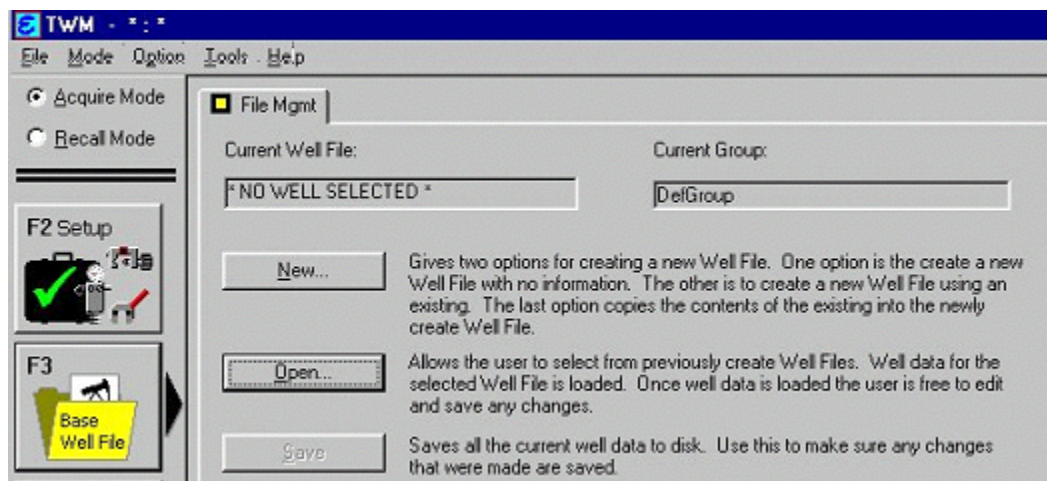 TWM - *:*
File Mode Option Tools Help
Acquire Mode
Recall Mode
File Mgmt
Current Well File:
Current Group:
* NO WELL SELECTED *
DefGroup
F2 Setup
New...
Gives two options for creating a new Well File. One option is the create a new
Well File with no information. The other is to create a new Well File using an
existing. The last option copies the contents of the existing into the newly
create Well File.
F3
Base
Well File
Open...
Allows the user to select from previously create Well Files. Well data for the
selected Well File is loaded. Once well data is loaded the user is free to edit
and save any changes.
Save
Saves all the current well data to disk. Use this to make sure any changes
that were made are saved.